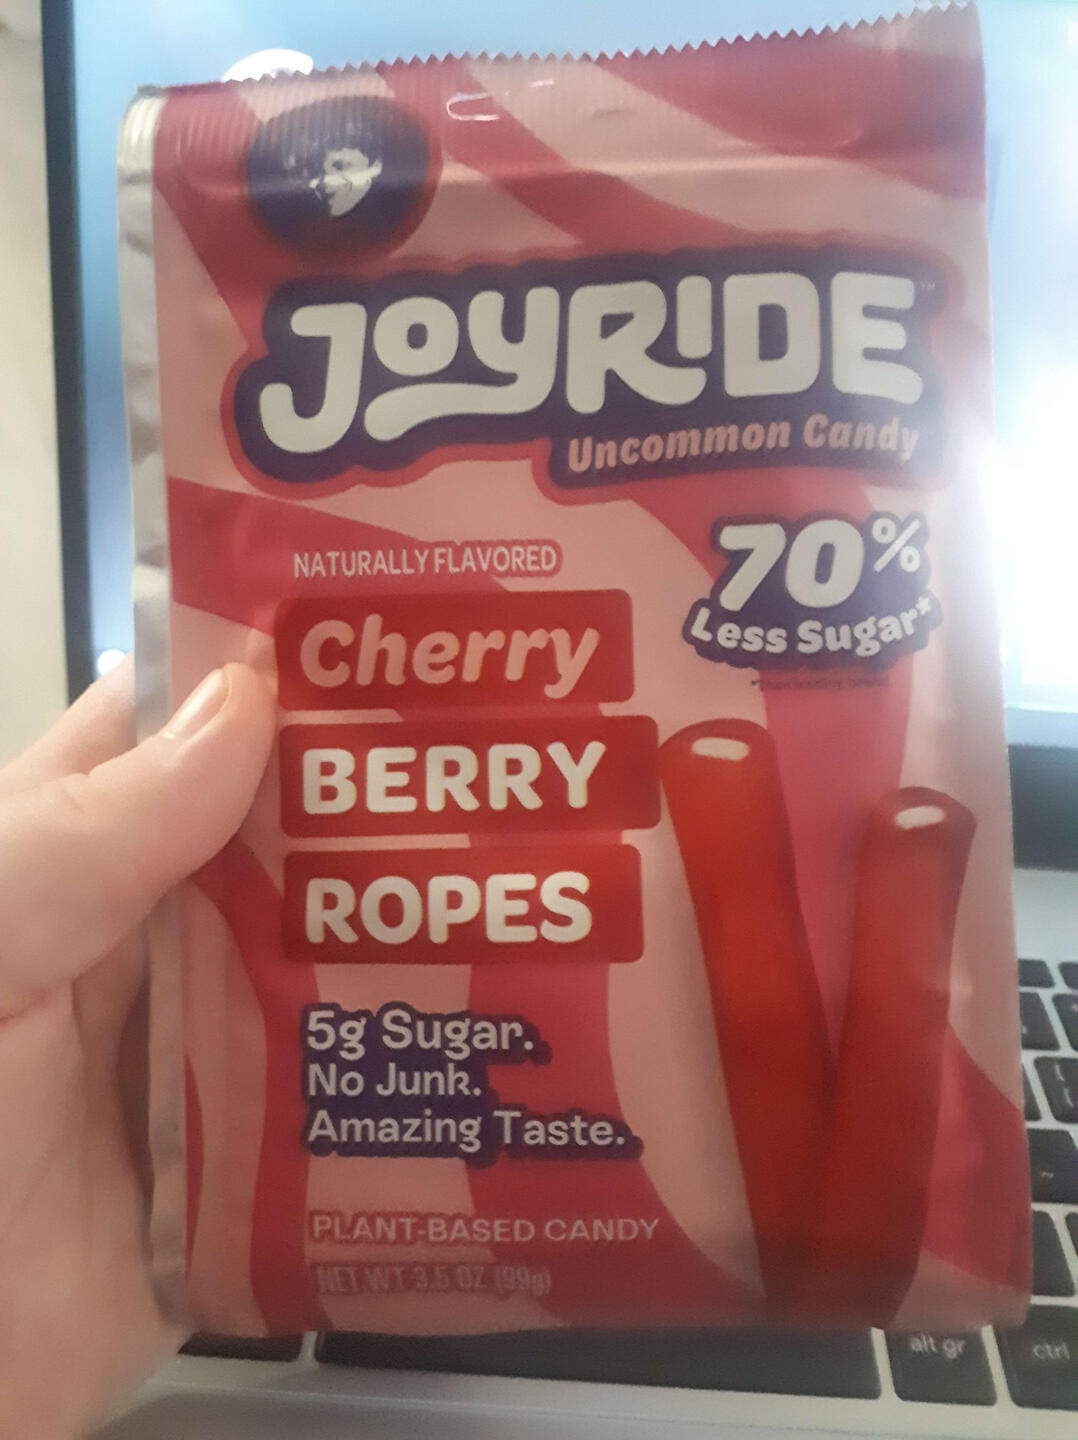 JOYRIDE™
Uncommon Candy
70%
Less Sugar*
NATURALLY FLAVORED
Cherry
BERRY
ROPES
5g Sugar.
No Junk.
Amazing Taste.
PLANT-BASED CANDY
NET WT 3.5 OZ (99g)
alt gr
ctrl